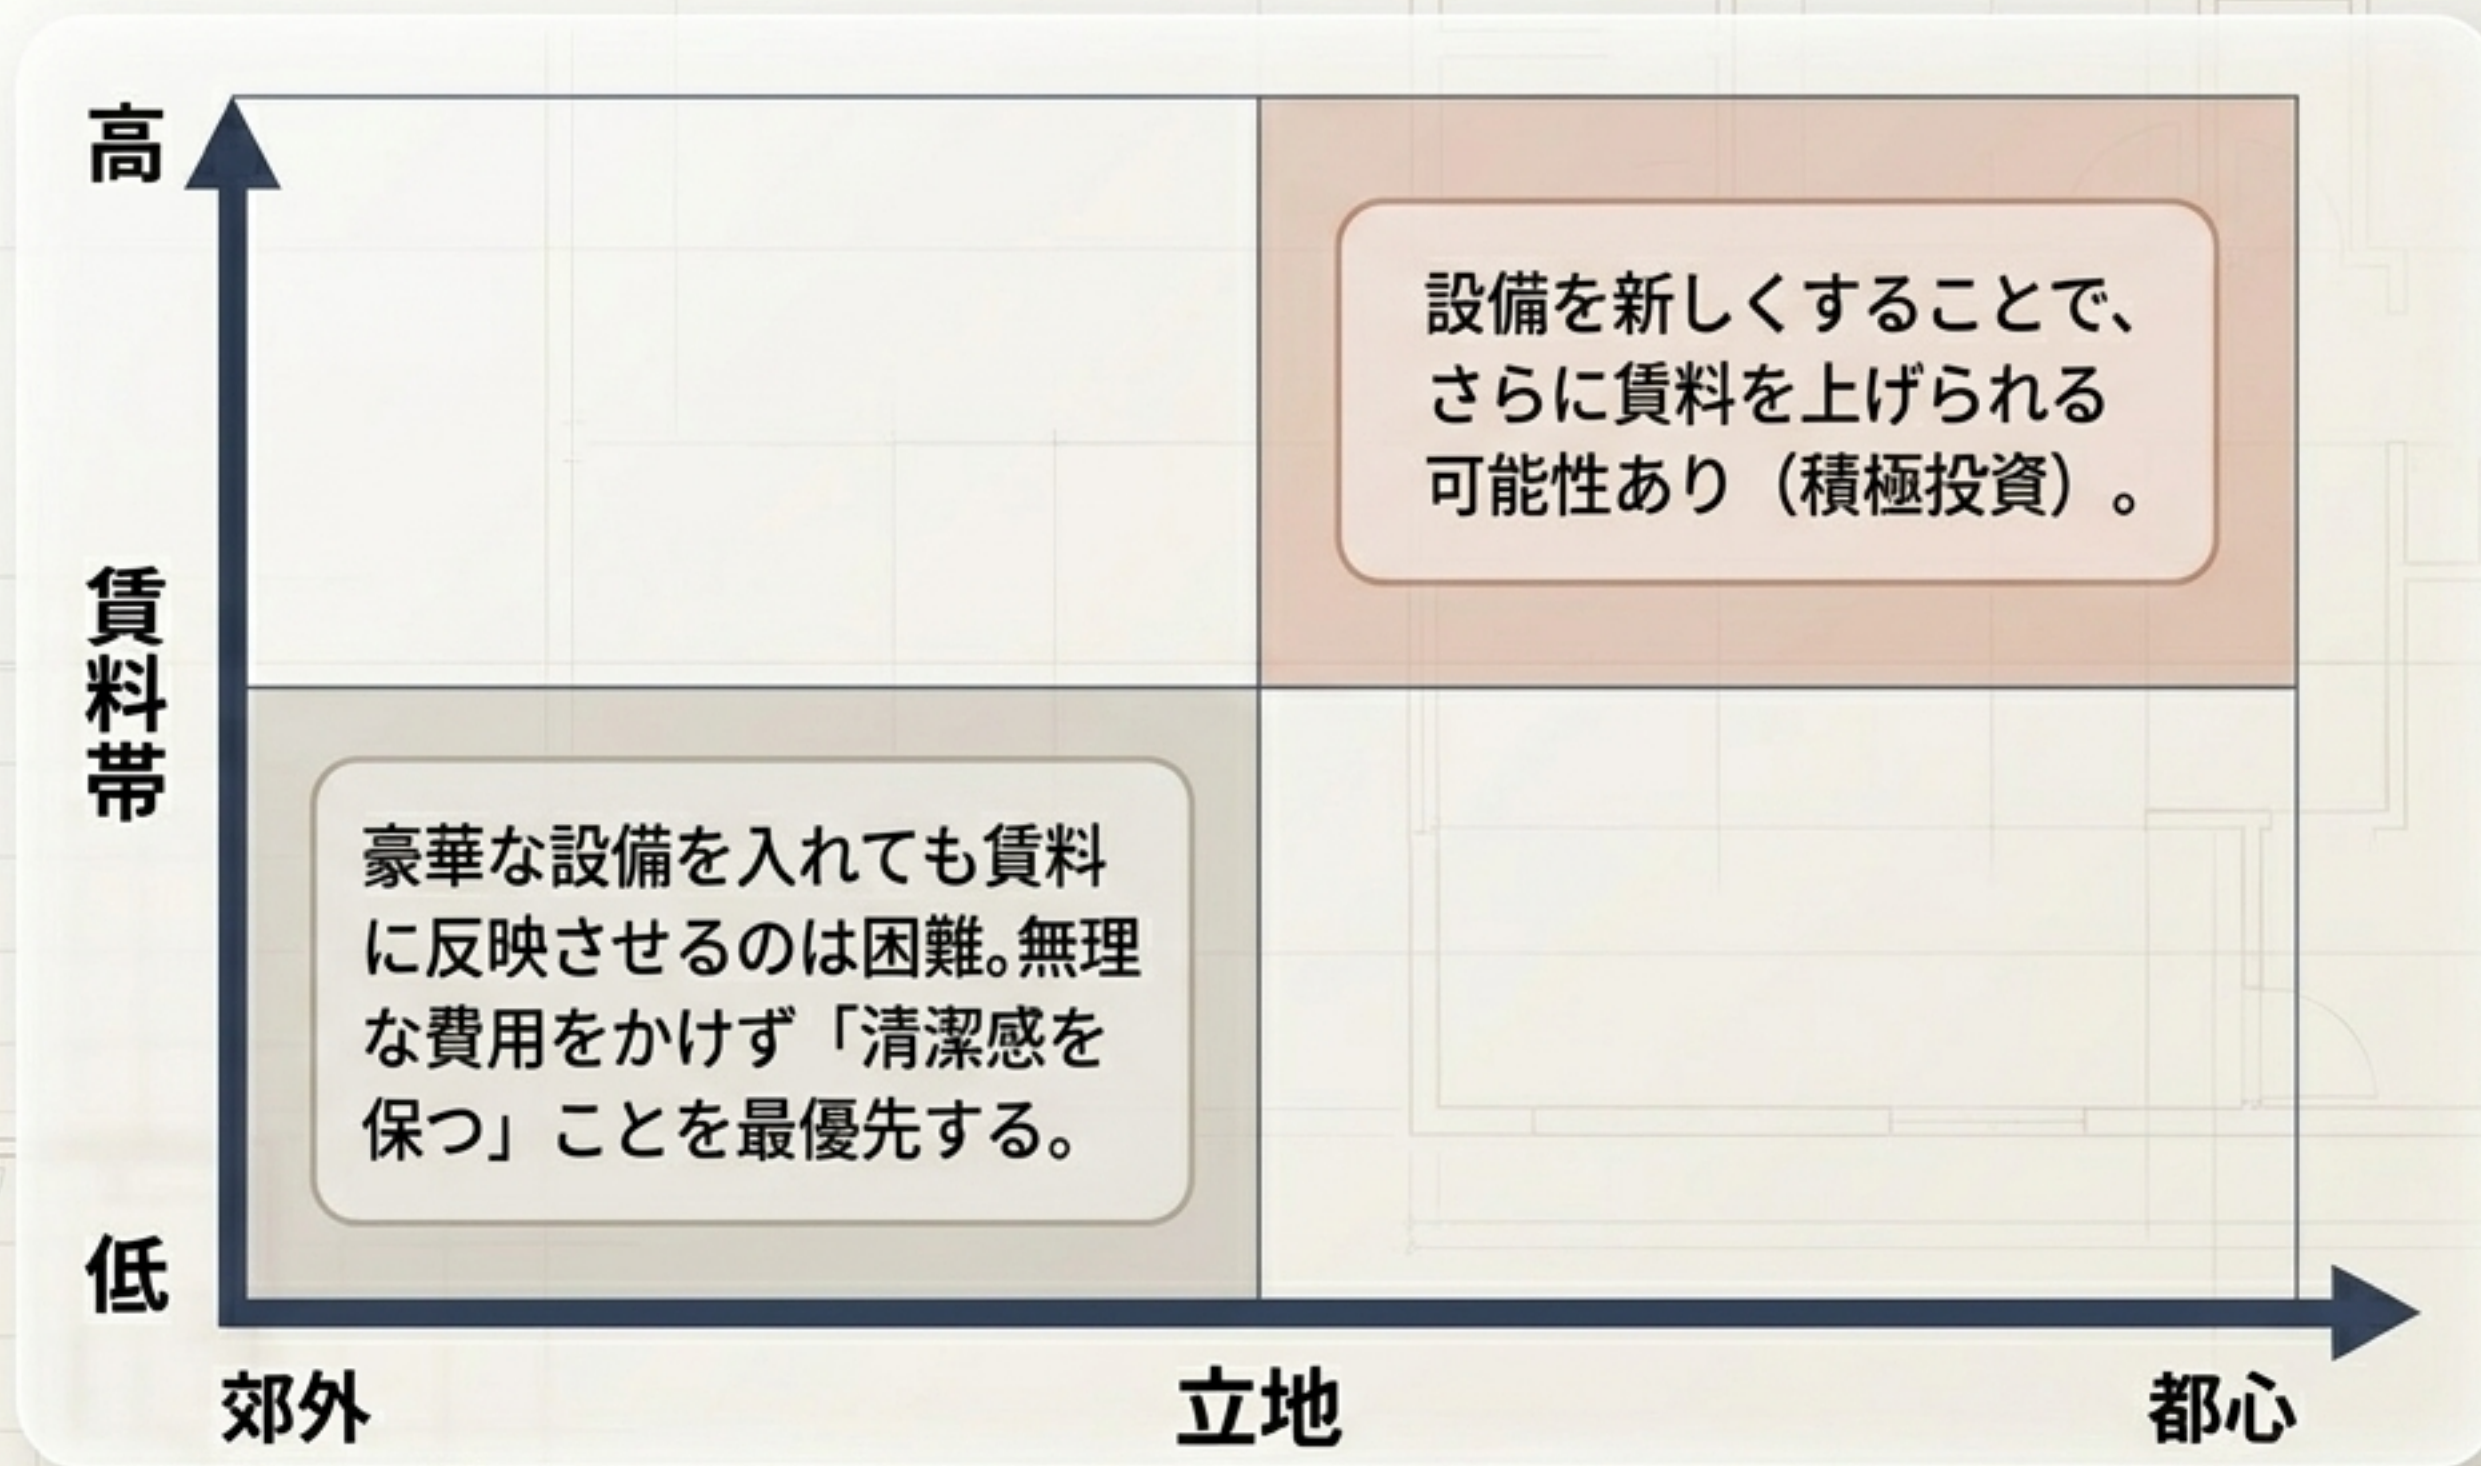 高
設備を新しくすることで、
さらに賃料を上げられる
可能性あり（積極投資）。
賃料帯
豪華な設備を入れても賃料
に反映させるのは困難。無理
な費用をかけず「清潔感を
保つ」ことを最優先する。
低
郊外
立地
都心